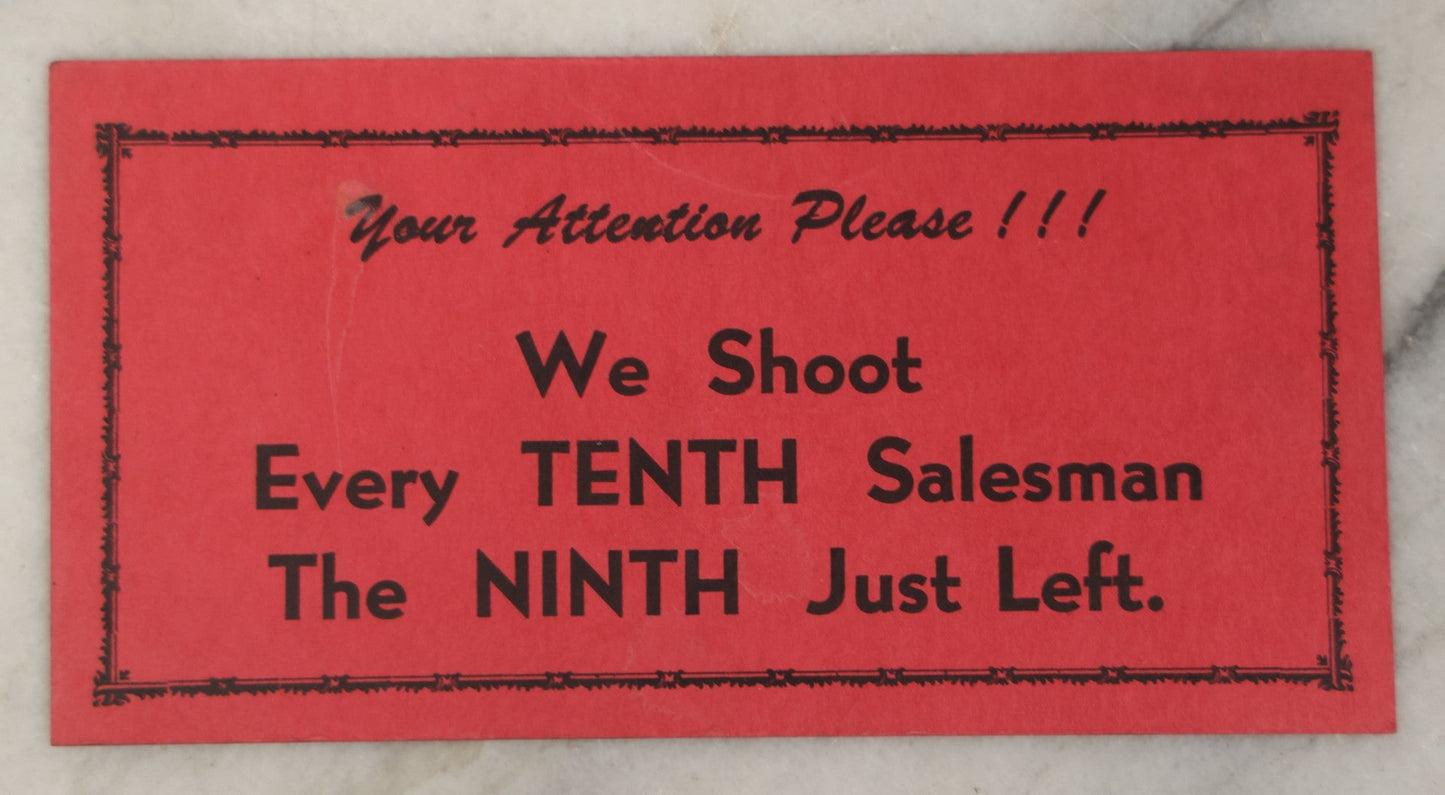 Your Attention Please!!!
We Shoot
Every TENTH Salesman
The NINTH Just Left.